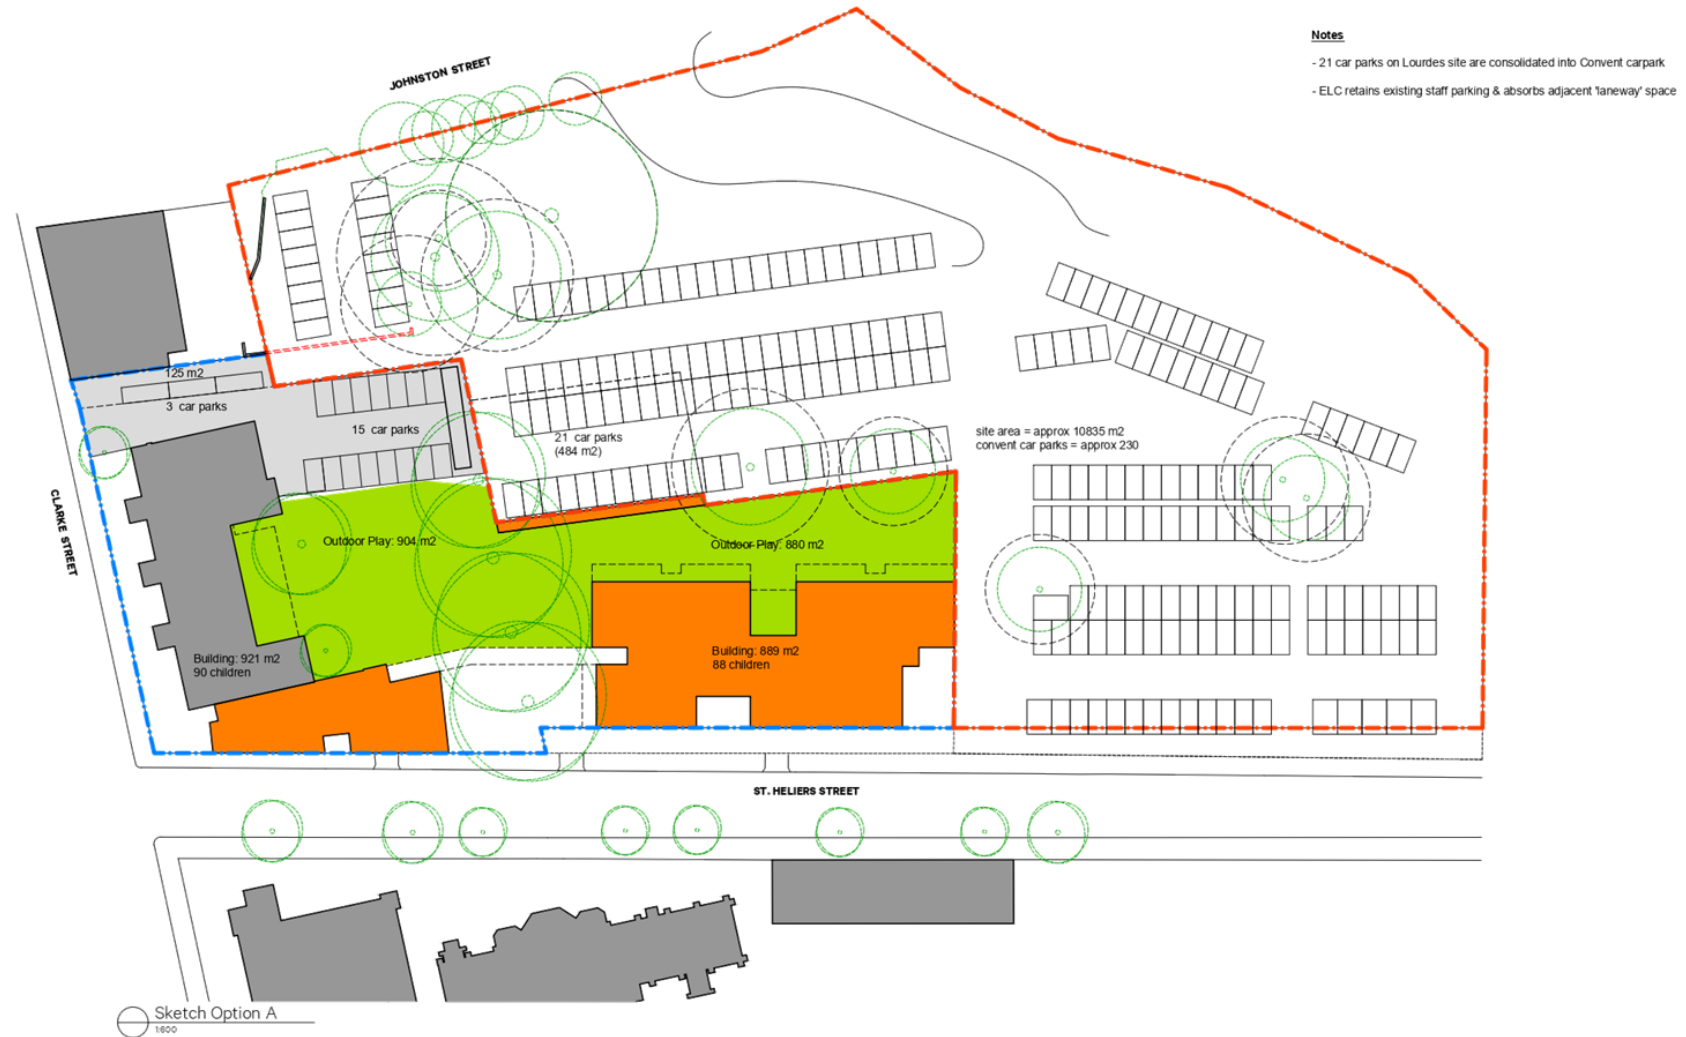 Notes
- 21 car parks on Lourdes site are consolidated into Convent carpark
- ELC retains existing staff parking & absorbs adjacent 'laneway' space
JOHNSTON STREET
125 m2
3 car parks
15 car parks
21 car parks
(484 m2)
site area = approx 10835 m2
convent car parks = approx 230
CLARKE STREET
Outdoor Play: 904 m2
Outdoor Play: 880 m2
Building: 921 m2
90 children
Building: 889 m2
88 children
ST. HELIERS STREET
Sketch Option A
1:600